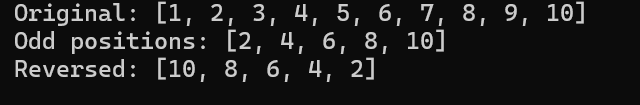 Original: [1, 2, 3, 4, 5, 6, 7, 8, 9, 10]
Odd positions: [2, 4, 6, 8, 10]
Reversed: [10, 8, 6, 4, 2]